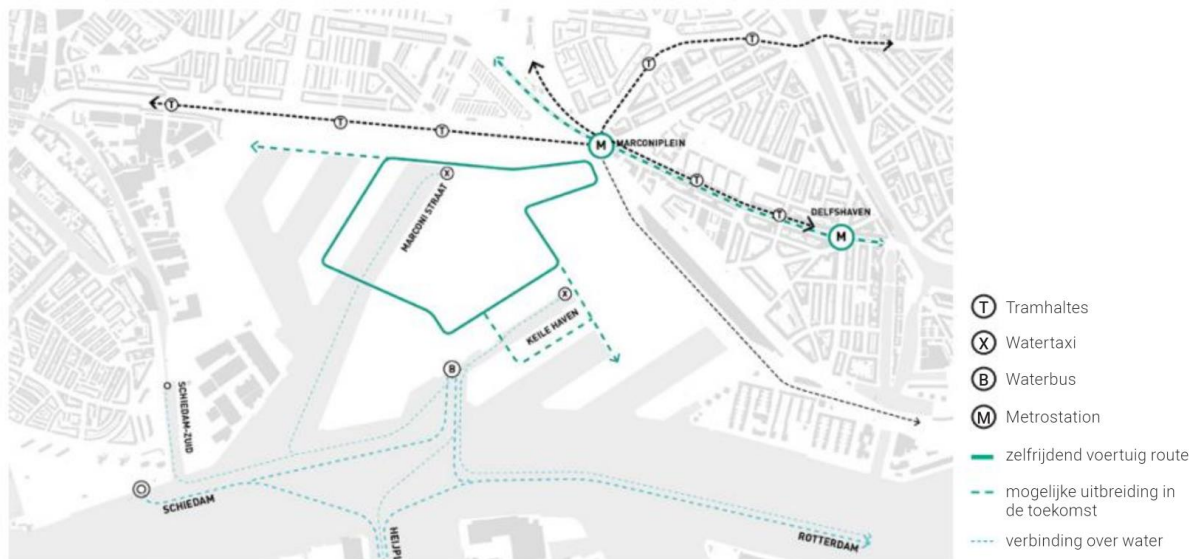 T
T
T
T
T
M MARCONIPLEIN
X
MARCONI STRAAT
T
T
DELFSHAVEN
M
X
KEILE HAVEN
B
SCHIEDAM-ZUID
SCHIEDAM
ROTTERDAM
T Tramhaltes
X Watertaxi
B Waterbus
M Metrostation
zelfrijdend voertuig route
mogelijke uitbreiding in
de toekomst
verbinding over water